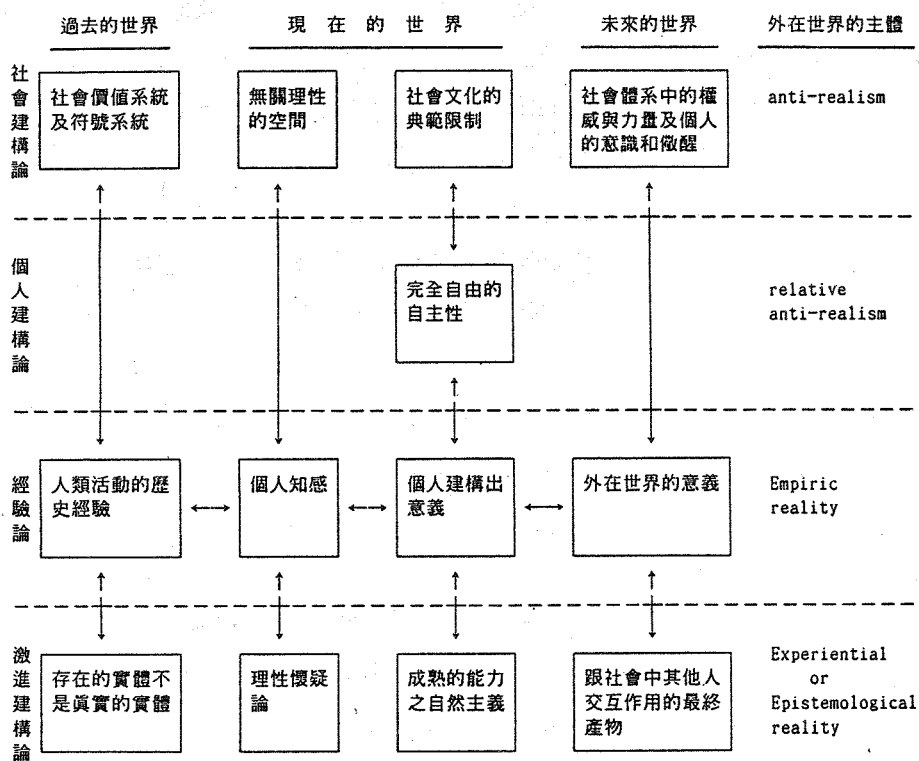 過去的世界
現在的世界
未來的世界
外在世界的主體
社會建構論
社會價值系統
及符號系統
無關理性
的空間
社會文化的
典範限制
社會體系中的權
威與力量及個人
的意識和儆醒
anti-realism
個人建構論
完全自由的
自主性
relative
anti-realism
經驗論
人類活動的歷
史經驗
個人知感
個人建構出
意義
外在世界的意義
Empiric
reality
激進建構論
存在的實體不
是眞實的實體
理性懷疑
論
成熟的能力
之自然主義
跟社會中其他人
交互作用的最終
產物
Experiential
or
Epistemological
reality